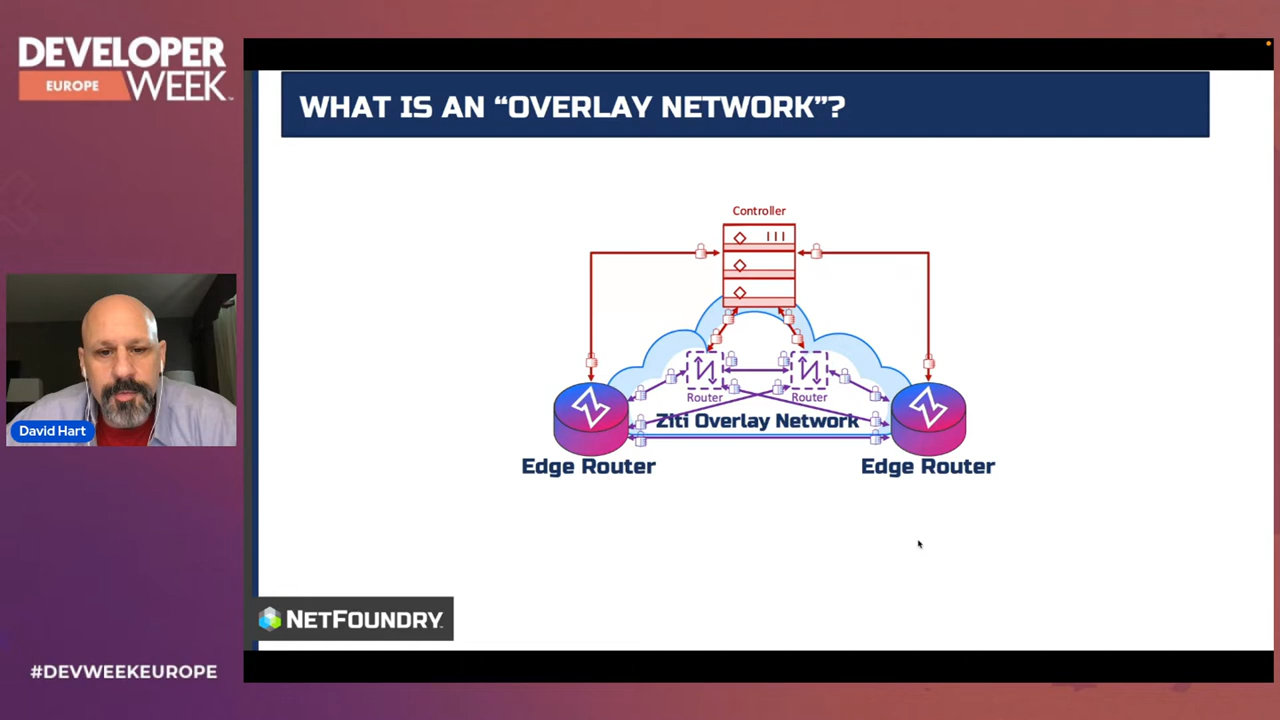 DEVELOPER
EUROPE
WEEK
WHAT IS AN “OVERLAY NETWORK”?
Controller
Router
Router
Ziti Overlay Network
Edge Router
Edge Router
David Hart
NETFOUNDRY
#DEVWEEKEUROPE